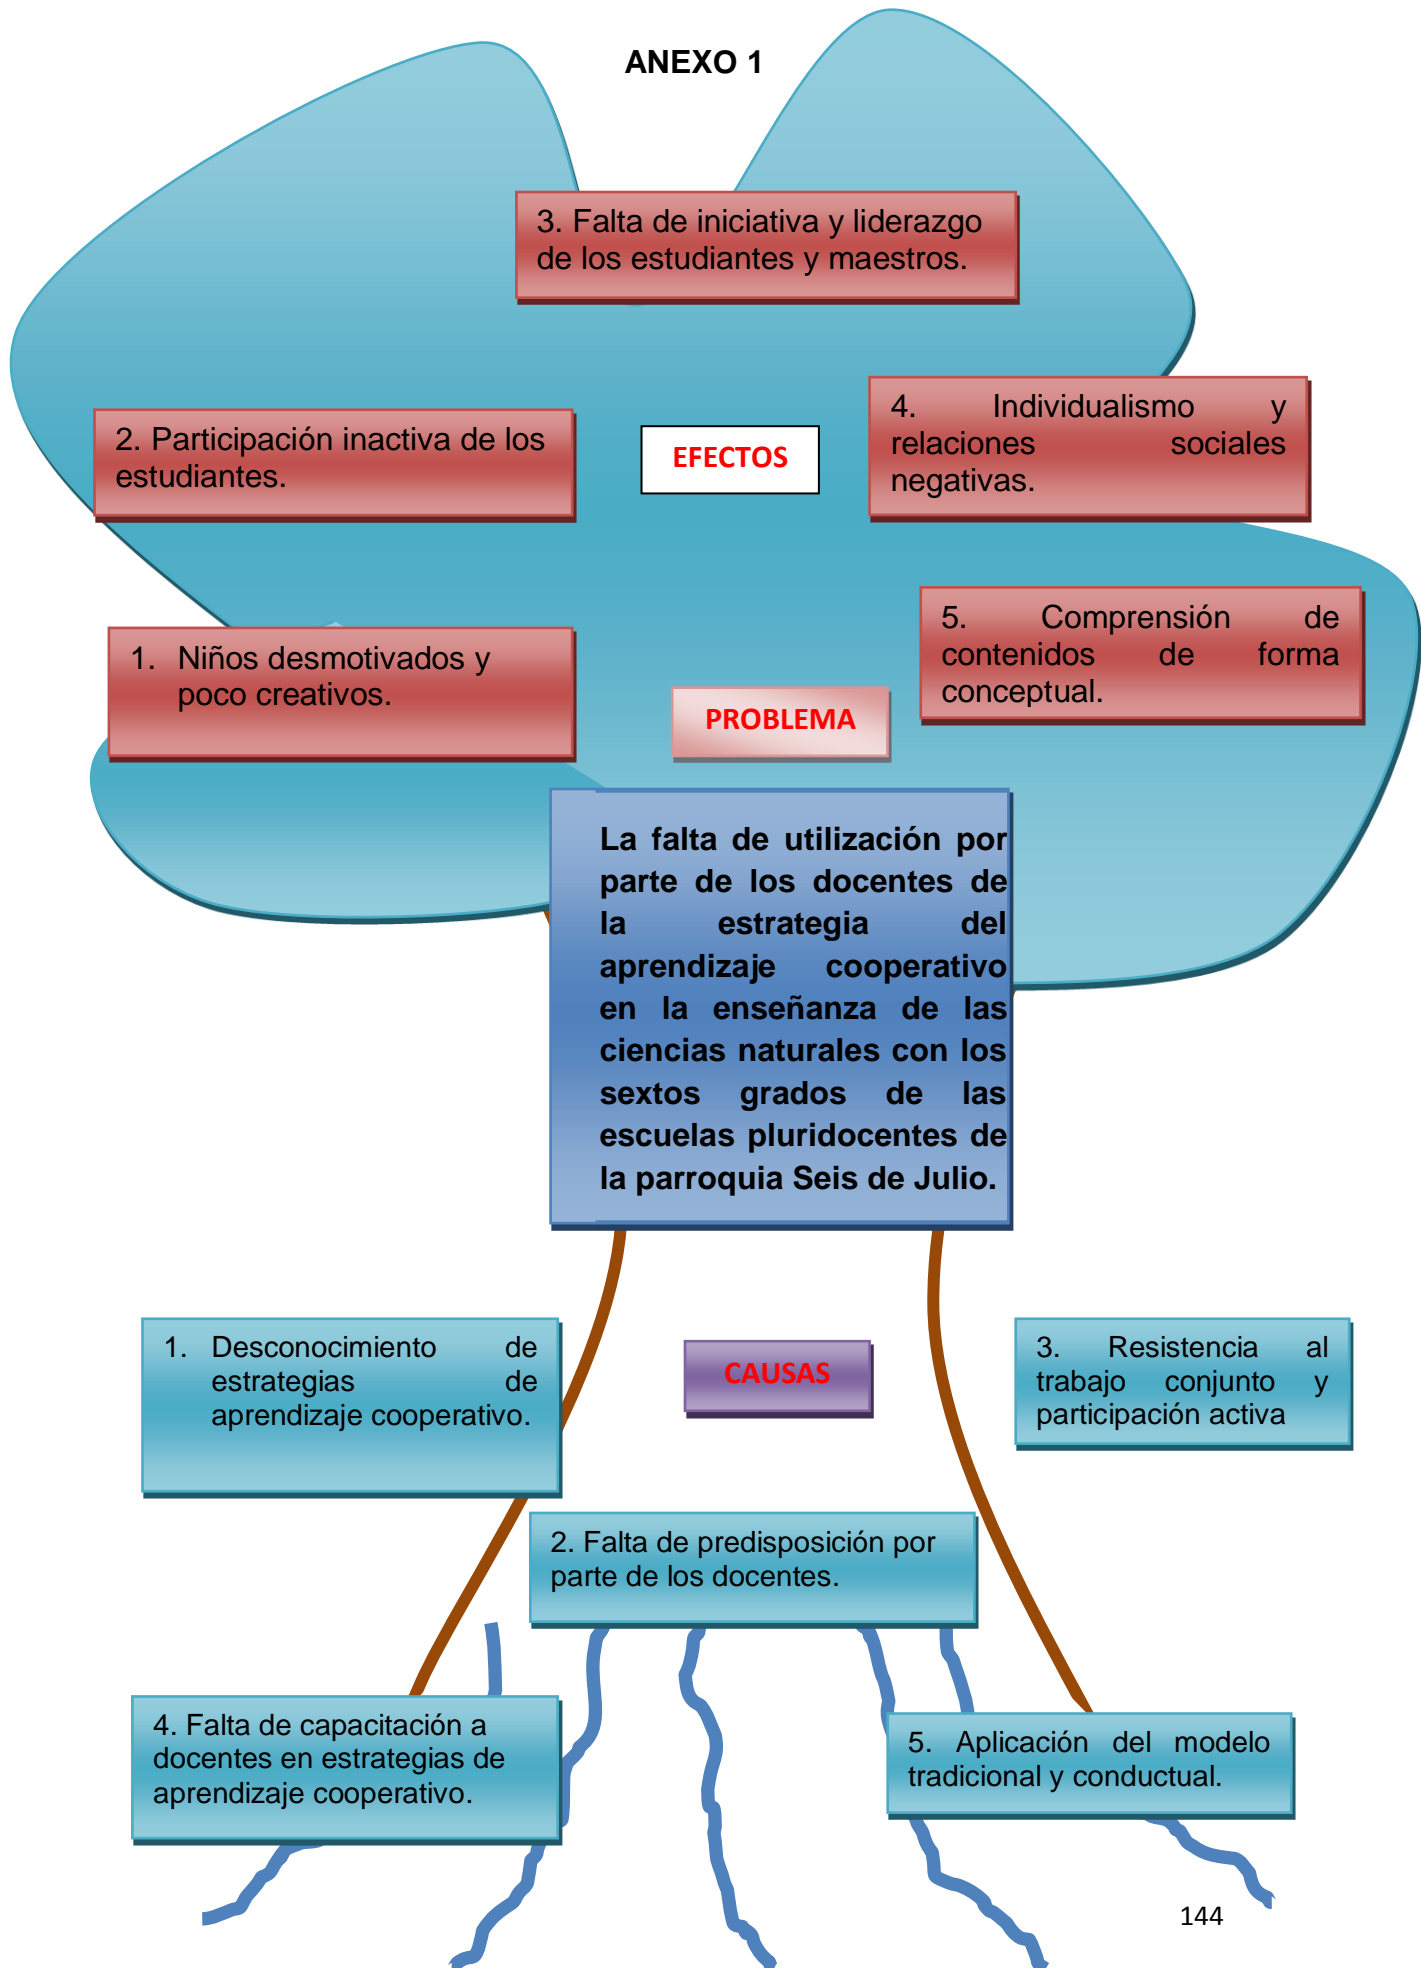 ANEXO 1
3. Falta de iniciativa y liderazgo
de los estudiantes y maestros.
2. Participación inactiva de los
estudiantes.
EFECTOS
4. Individualismo y
relaciones sociales
negativas.
1. Niños desmotivados y
poco creativos.
5. Comprensión de
contenidos de forma
conceptual.
PROBLEMA
La falta de utilización por
parte de los docentes de
la estrategia del
aprendizaje cooperativo
en la enseñanza de las
ciencias naturales con los
sextos grados de las
escuelas pluridocentes de
la parroquia Seis de Julio.
1. Desconocimiento de
estrategias de
aprendizaje cooperativo.
CAUSAS
3. Resistencia al
trabajo conjunto y
participación activa
2. Falta de predisposición por
parte de los docentes.
4. Falta de capacitación a
docentes en estrategias de
aprendizaje cooperativo.
5. Aplicación del modelo
tradicional y conductual.
144